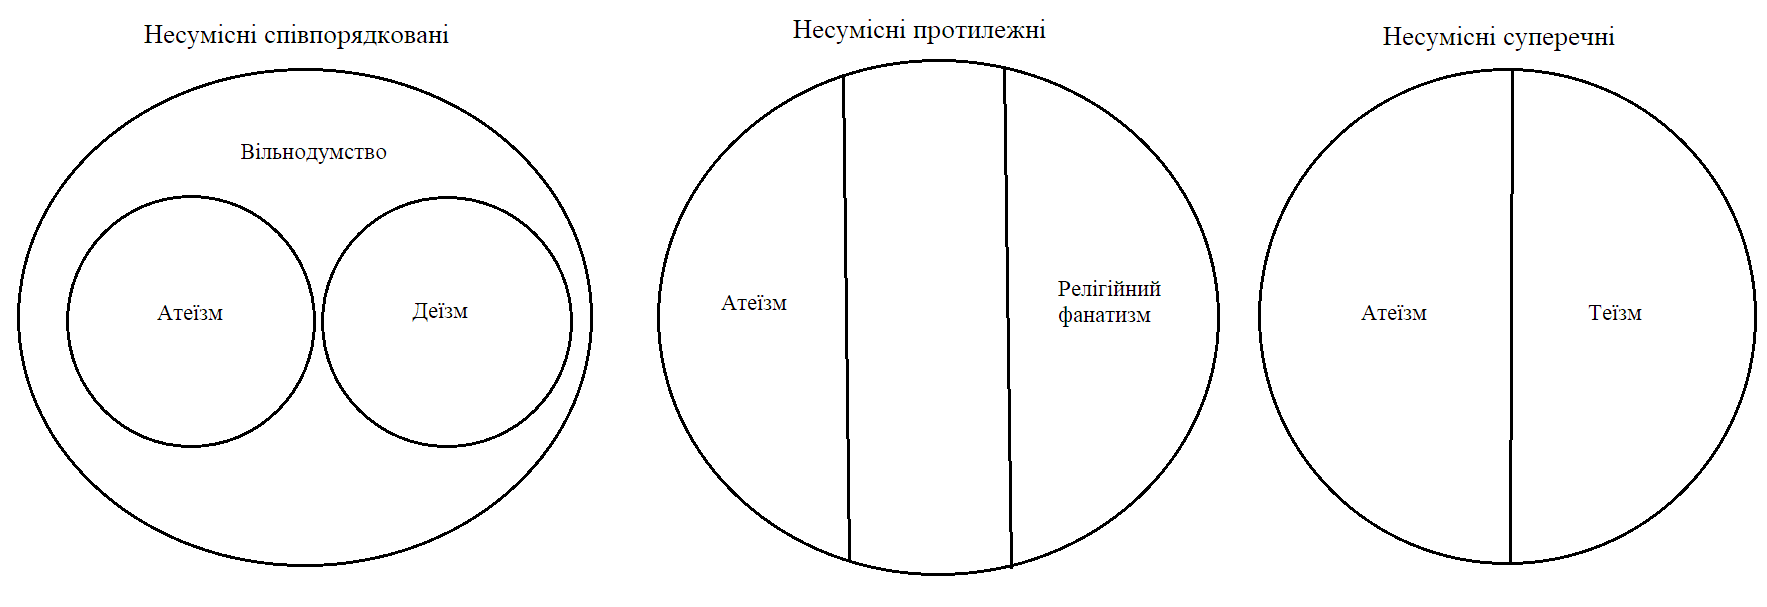 Несумісні співпорядковані
Вільнодумство
Атеїзм
Деїзм
Несумісні протилежні
Атеїзм
Релігійний
фанатизм
Несумісні суперечні
Атеїзм
Теїзм